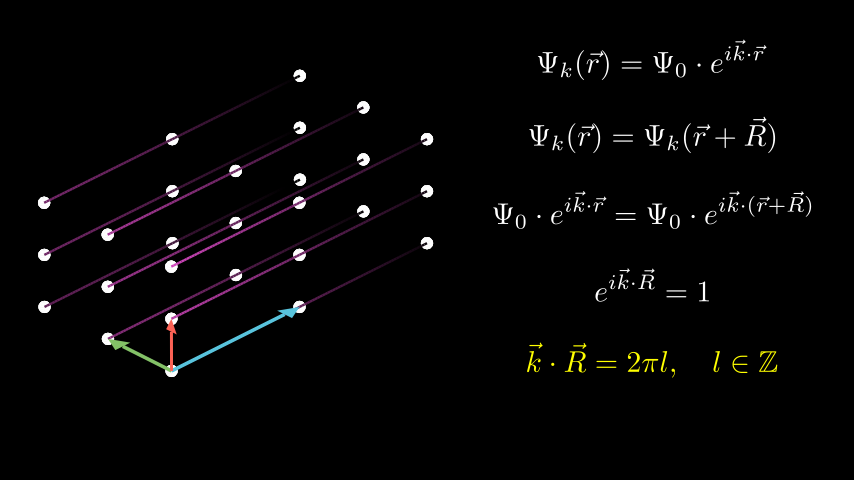 $\Psi_k(\vec{r}) = \Psi_0 \cdot e^{i\vec{k}\cdot\vec{r}}$
$\Psi_k(\vec{r}) = \Psi_k(\vec{r} + \vec{R})$
$\Psi_0 \cdot e^{i\vec{k}\cdot\vec{r}} = \Psi_0 \cdot e^{i\vec{k}\cdot(\vec{r}+\vec{R})}$
$e^{i\vec{k}\cdot\vec{R}} = 1$
$\vec{k} \cdot \vec{R} = 2\pi l, \quad l \in \mathbb{Z}$